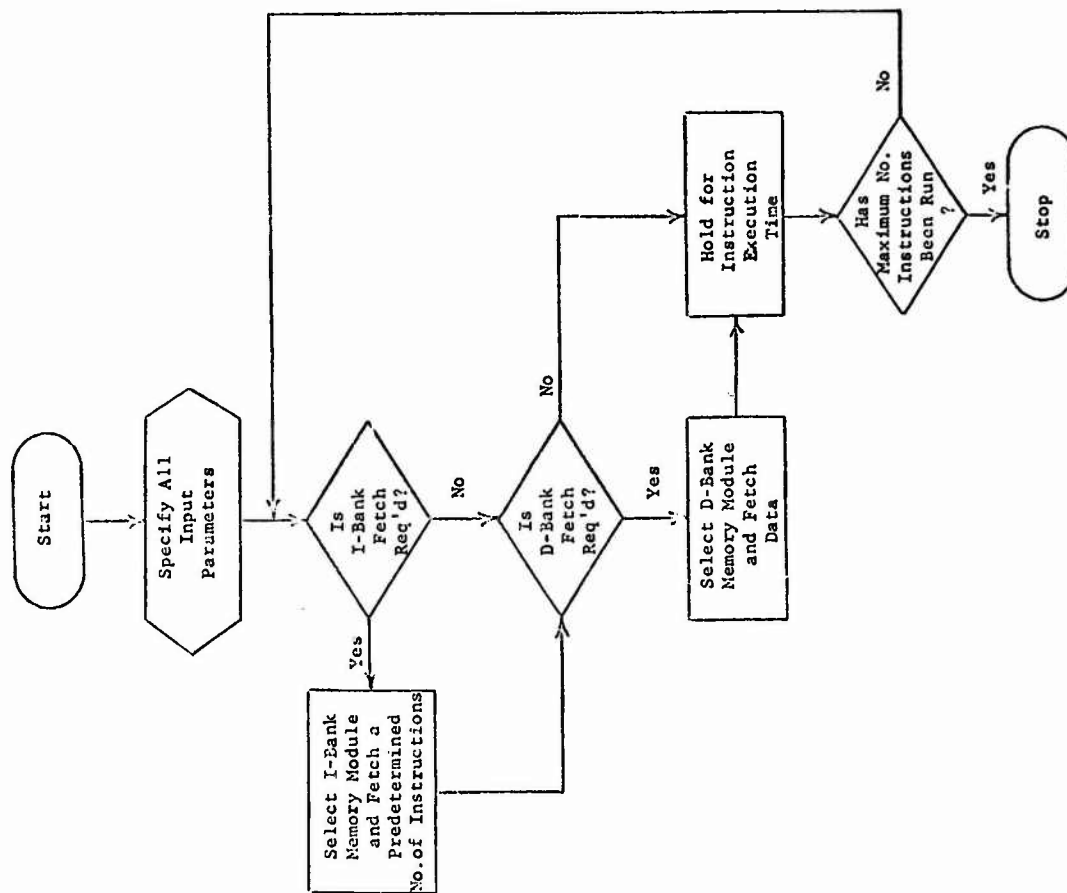 Start
Specify All
Input
Parumeters
Is
I-Bank
Fetch
Req'd?
Yes
No
Select I-Bank
Memory Module
and Fetch a
Predetermined
No.of Instructions
Is
D-Bank
Fetch
Req'd?
No
Yes
Select D-Bank
Memory Module
and Fetch
Data
Hold for
Instruction
Execution
Time
Has
Maximum No.
Instructions
Been Run
?
No
Yes
Stop